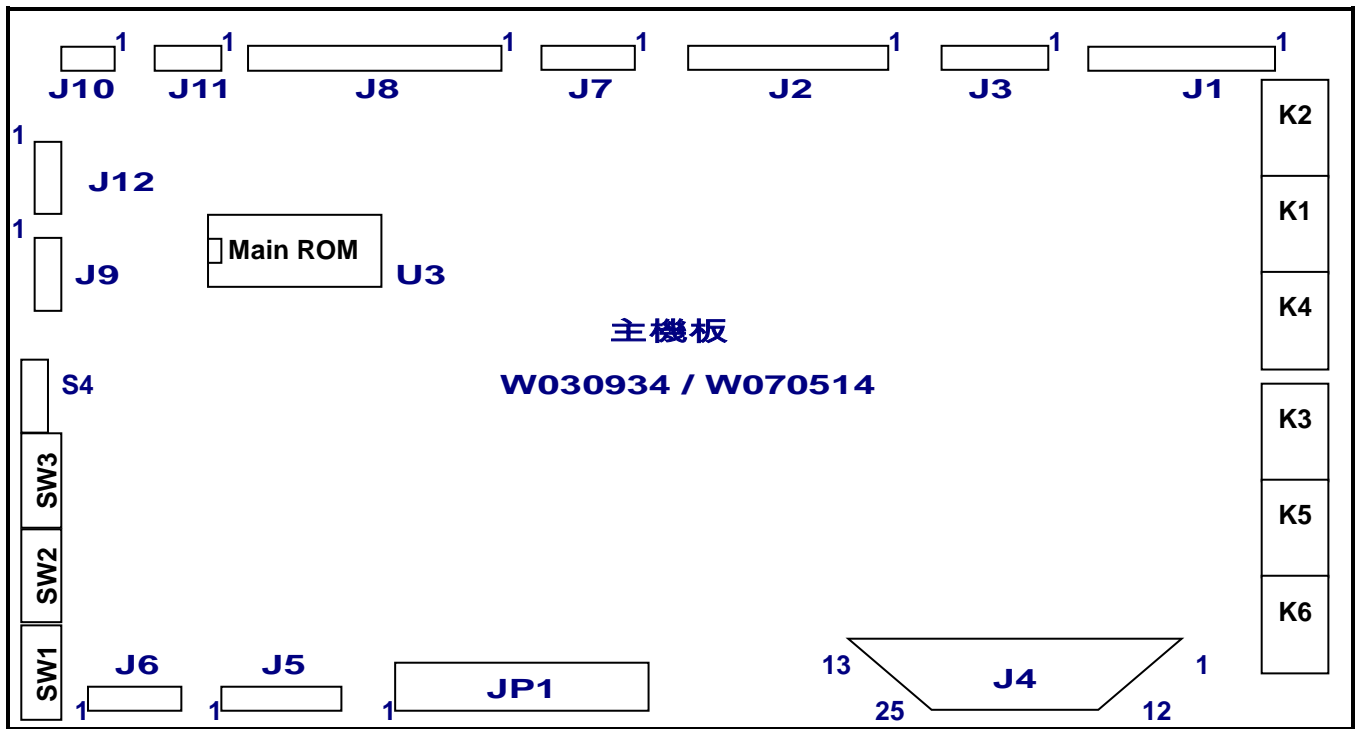 1 1 1 1 1 1 1
J10 J11 J8 J7 J2 J3 J1
K2
1
J12
K1
1
Main ROM
J9 U3
K4
主機板
S4 W030934 / W070514
K3
SW3
K5
SW2
K6
SW1
J6 J5 13 J4 1
JP1
1 1 1 25 12